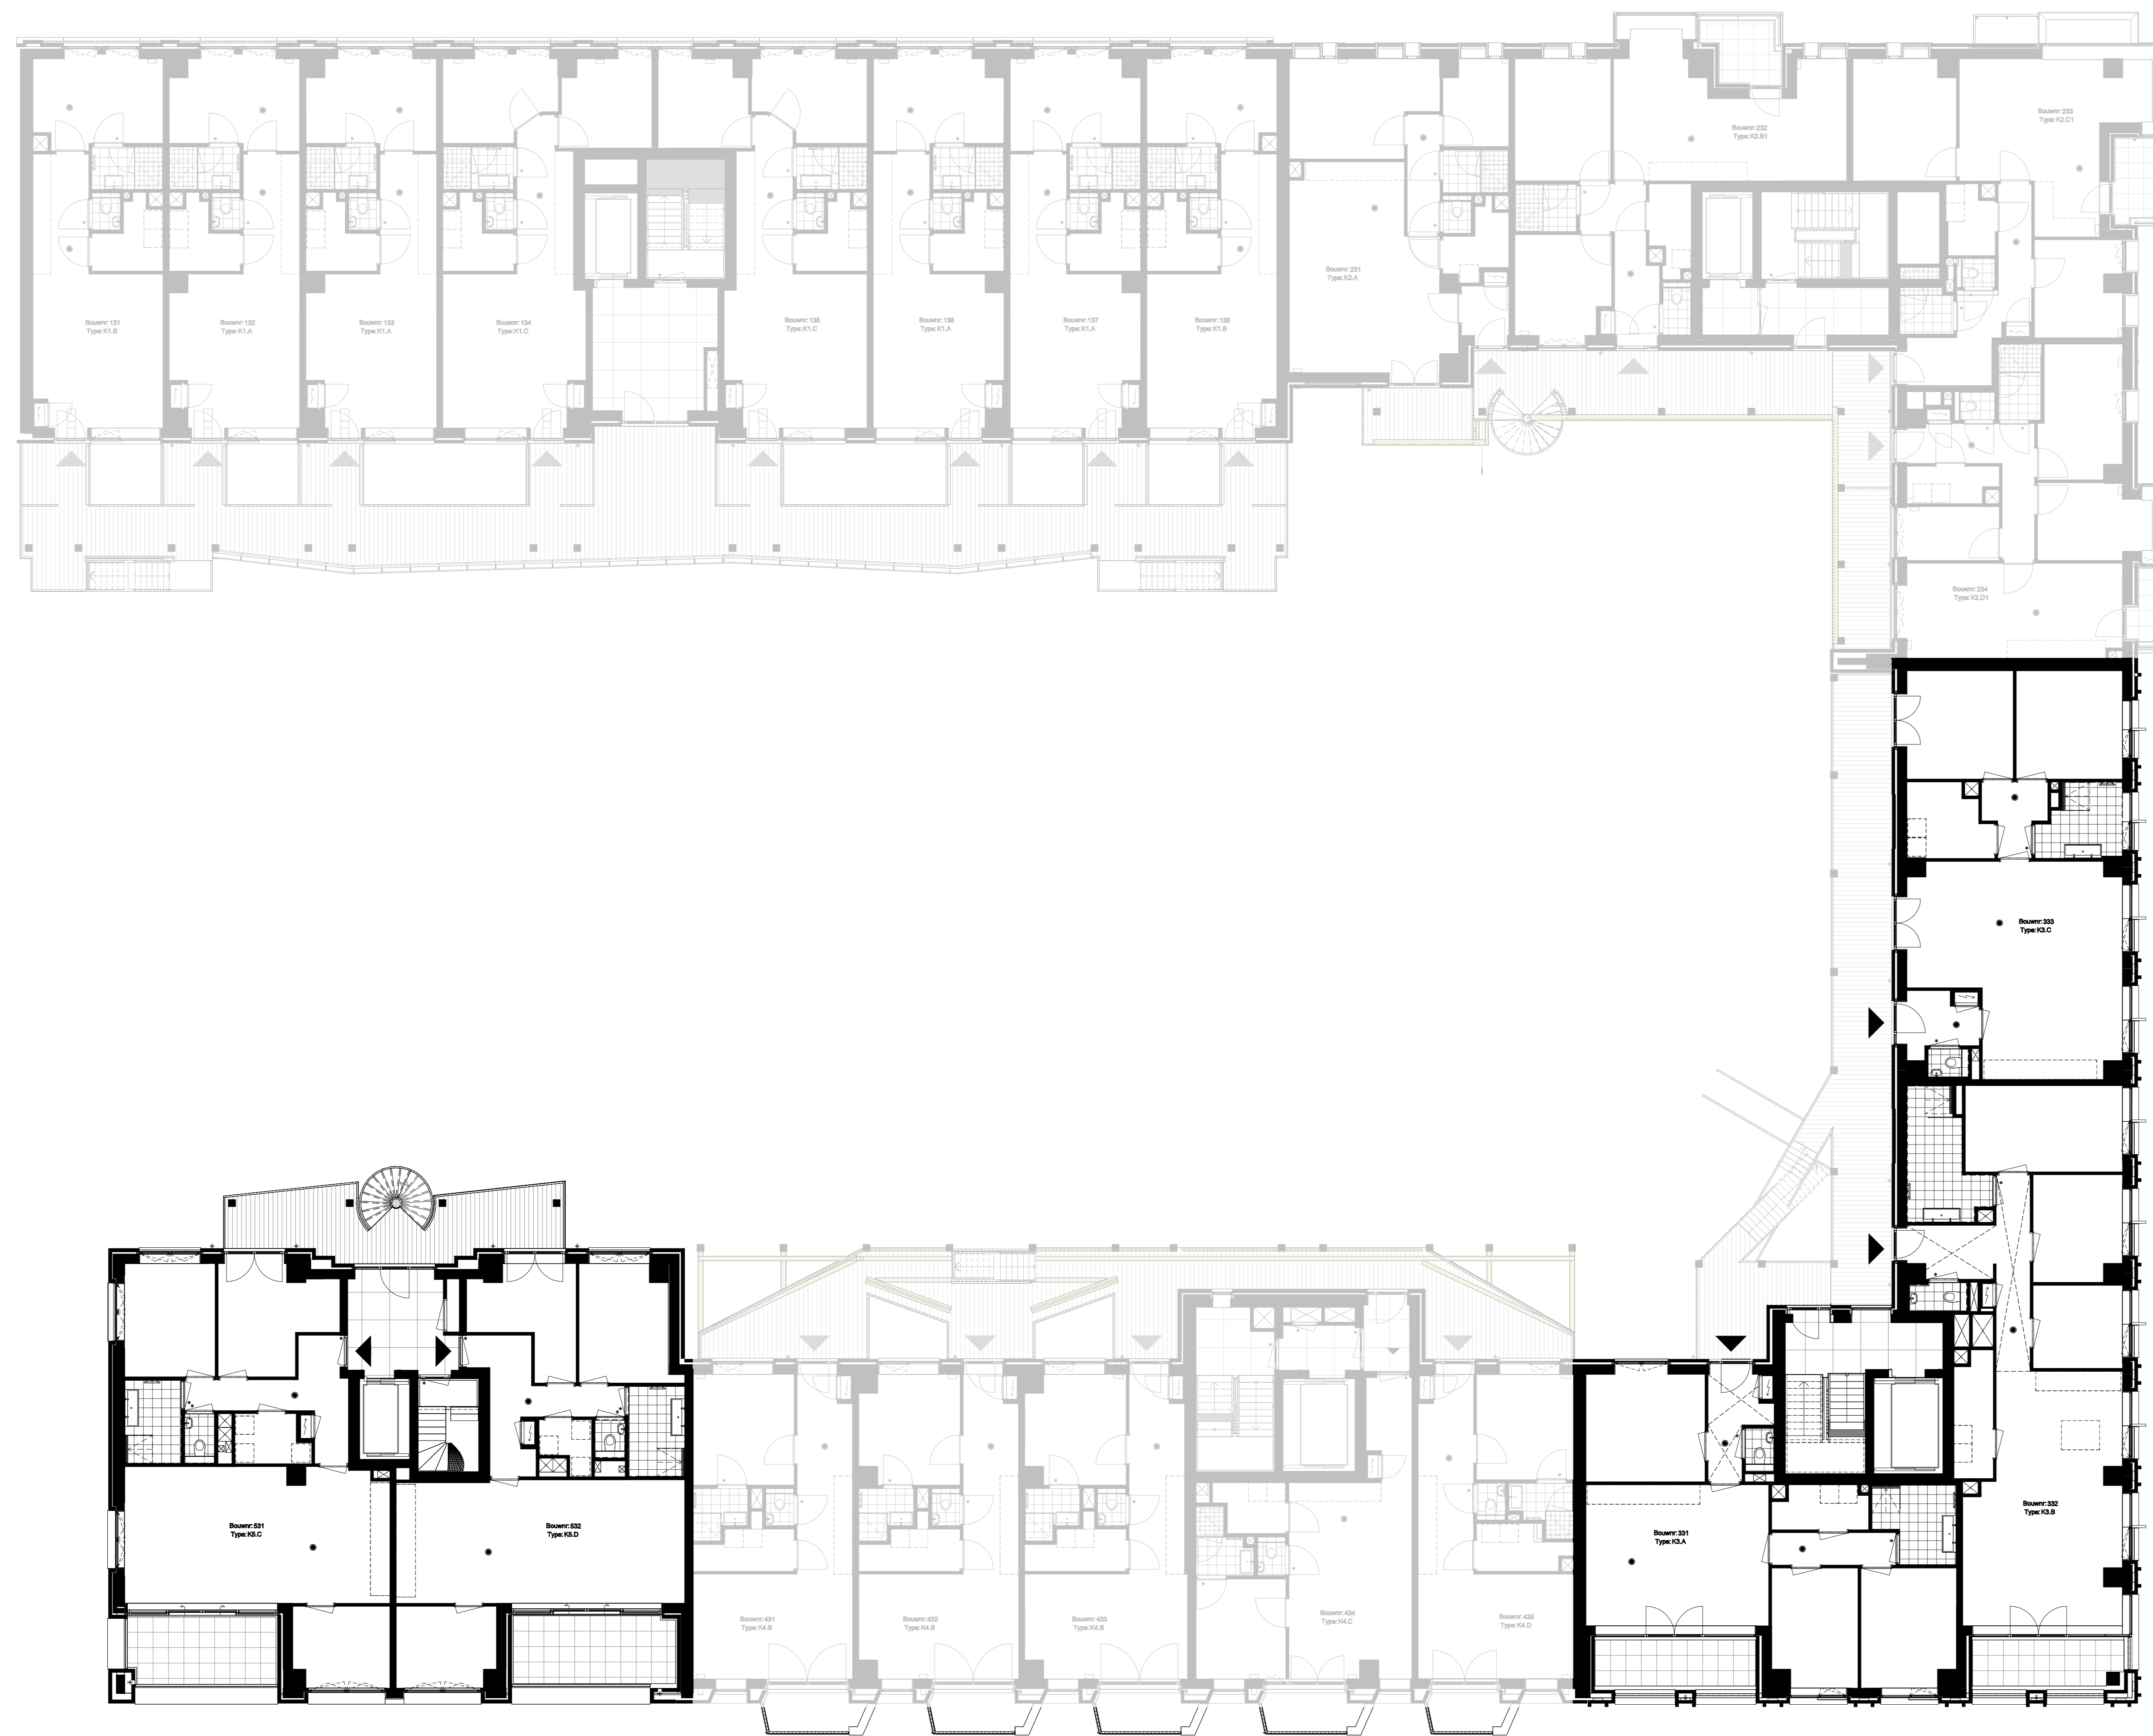 Bouwnr: 131
Type: K1.B
Bouwnr: 132
Type: K1.A
Bouwnr: 133
Type: K1.A
Bouwnr: 134
Type: K1.C
Bouwnr: 135
Type: K1.C
Bouwnr: 136
Type: K1.A
Bouwnr: 137
Type: K1.A
Bouwnr: 138
Type: K1.B
Bouwnr: 231
Type: K2.A
Bouwnr: 232
Type: K2.B1
Bouwnr: 233
Type: K2.C1
Bouwnr: 234
Type: K2.D1
Bouwnr: 333
Type: K3.C
Bouwnr: 531
Type: K5.C
Bouwnr: 532
Type: K5.D
Bouwnr: 431
Type: K4.B
Bouwnr: 432
Type: K4.B
Bouwnr: 433
Type: K4.B
Bouwnr: 434
Type: K4.C
Bouwnr: 435
Type: K4.D
Bouwnr: 331
Type: K3.A
Bouwnr: 332
Type: K3.B